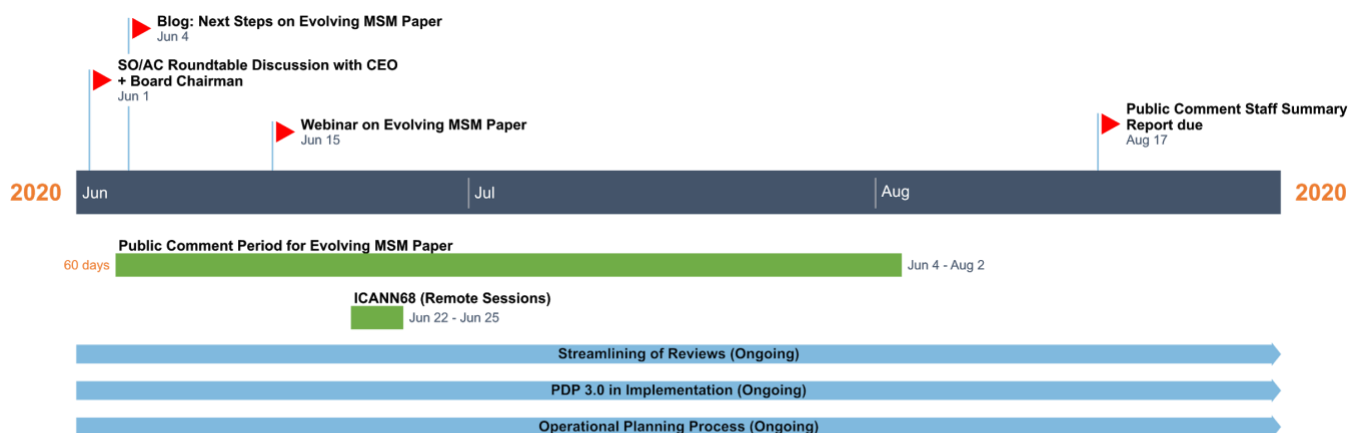 Blog: Next Steps on Evolving MSM Paper
Jun 4
SO/AC Roundtable Discussion with CEO
+ Board Chairman
Jun 1
Webinar on Evolving MSM Paper
Jun 15
Public Comment Staff Summary
Report due
Aug 17
2020 Jun Jul Aug 2020
Public Comment Period for Evolving MSM Paper
60 days Jun 4 - Aug 2
ICANN68 (Remote Sessions)
Jun 22 - Jun 25
Streamlining of Reviews (Ongoing)
PDP 3.0 in Implementation (Ongoing)
Operational Planning Process (Ongoing)